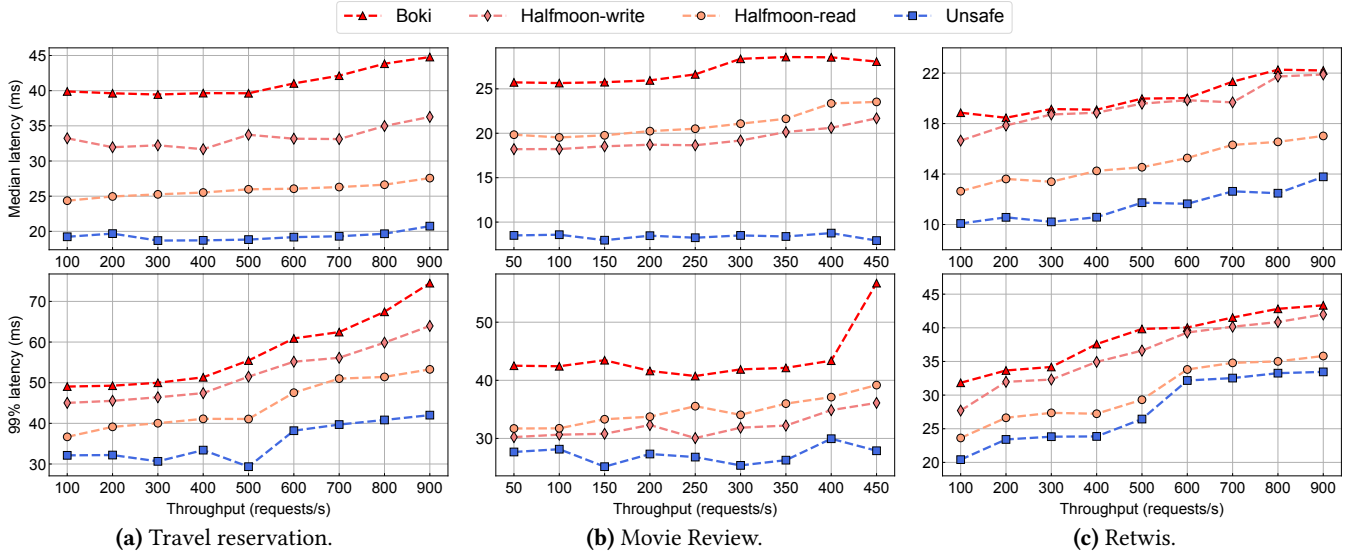 Boki Halfmoon-write Halfmoon-read Unsafe
Median latency (ms)
45
40
35
30
25
20
100 200 300 400 500 600 700 800 900
25
20
15
10
50 100 150 200 250 300 350 400 450
22
18
14
10
100 200 300 400 500 600 700 800 900
99% latency (ms)
70
60
50
40
30
100 200 300 400 500 600 700 800 900
Throughput (requests/s)
50
40
30
50 100 150 200 250 300 350 400 450
Throughput (requests/s)
45
40
35
30
25
20
100 200 300 400 500 600 700 800 900
Throughput (requests/s)
(a) Travel reservation.
(b) Movie Review.
(c) Retwis.